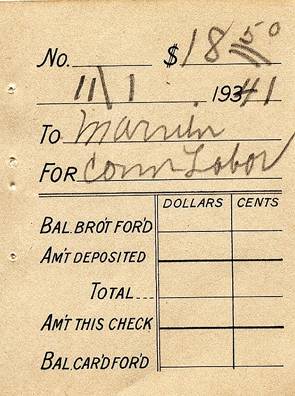 No. $18.50
11\1 1941
To Marvin
For Conn Labor
DOLLARS CENTS
BAL. BRO'T FOR'D
AM'T DEPOSITED
TOTAL...
AM'T THIS CHECK
BAL. CAR'D FOR'D